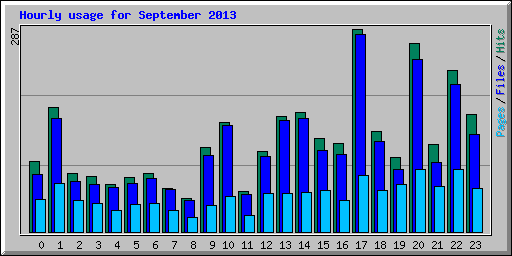 Hourly usage for September 2013
287
Pages / Files / Hits
0 1 2 3 4 5 6 7 8 9 10 11 12 13 14 15 16 17 18 19 20 21 22 23